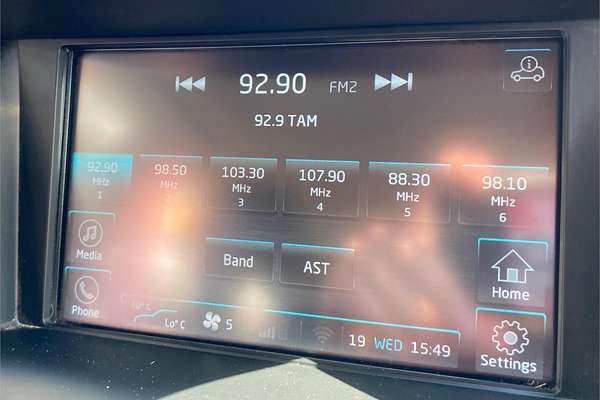 92.90 FM2
92.9 TAM
92.90 98.50 103.30 107.90 88.30 98.10
MHz MHz MHz MHz MHz MHz
1 2 3 4 5 6
Media
Band AST
Phone
Home
Lo°C 5 19 WED 15:49
Settings